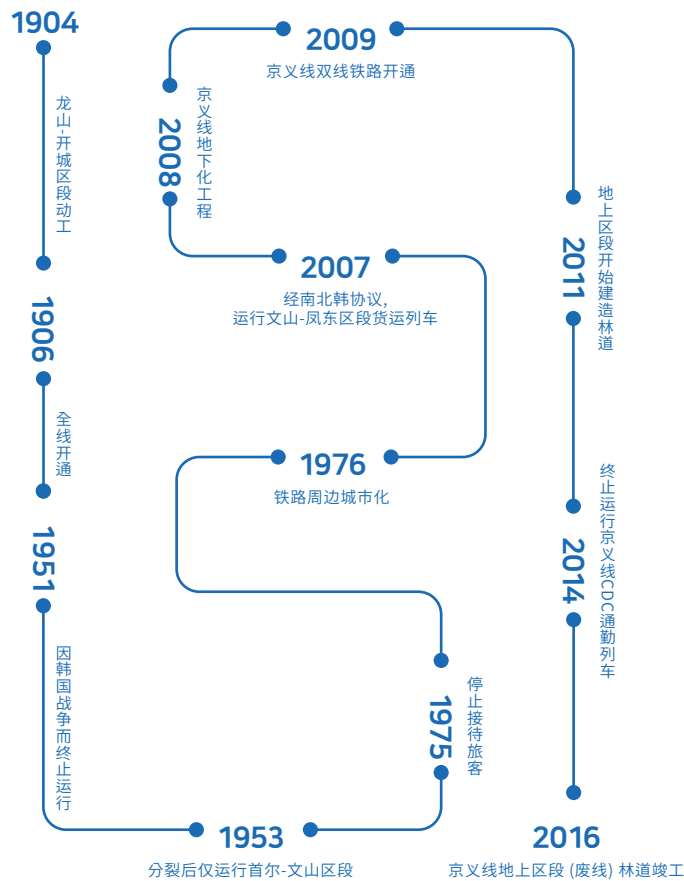 1904
龙山-开城区段动工
1906
全线开通
1951
因韩国战争而终止运行
1953
分裂后仅运行首尔-文山区段
1975
停止接待旅客
1976
铁路周边城市化
2007
经南北韩协议,
运行文山-凤东区段货运列车
2008
京义线地下化工程
2009
京义线双线铁路开通
2011
地上区段开始建造林道
2014
终止运行京义线CDC通勤列车
2016
京义线地上区段 (废线) 林道竣工